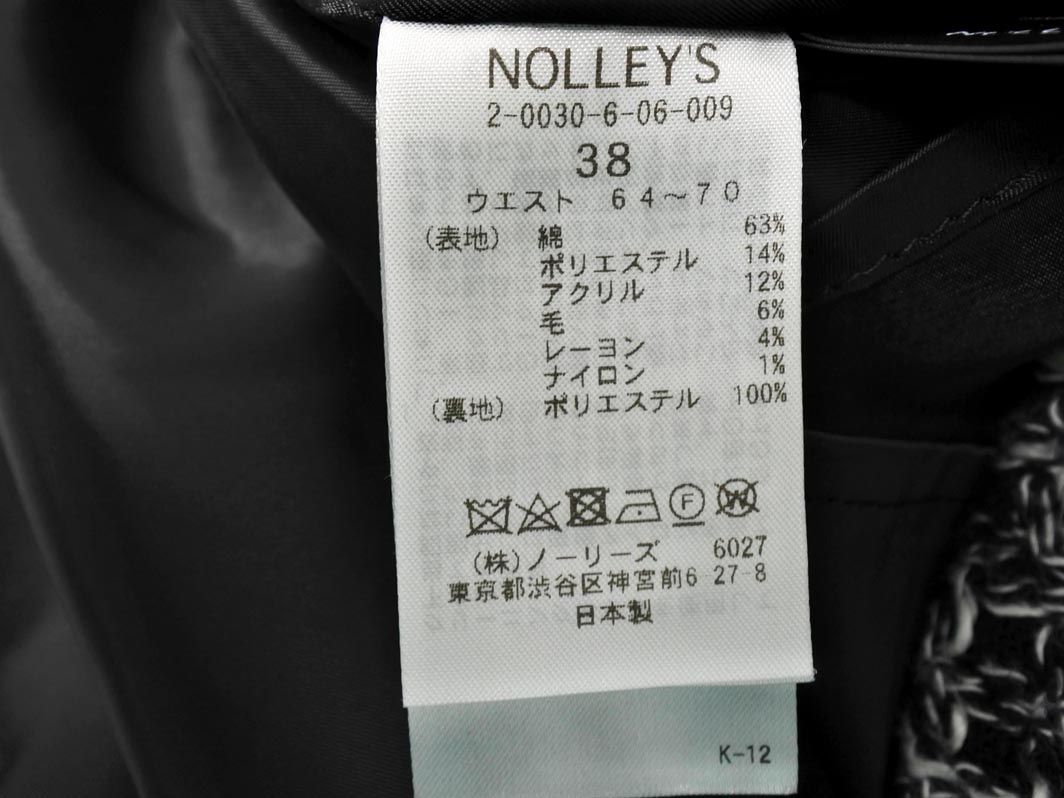 NOLLEY'S
2-0030-6-06-009
38
ウエスト 64~70
(表地) 綿 63%
ポリエステル 14%
アクリル 12%
毛 6%
レーヨン 4%
ナイロン 1%
(裏地) ポリエステル 100%
F W
(株)ノーリーズ 6027
東京都渋谷区神宮前6-27-8
日本製
K-12